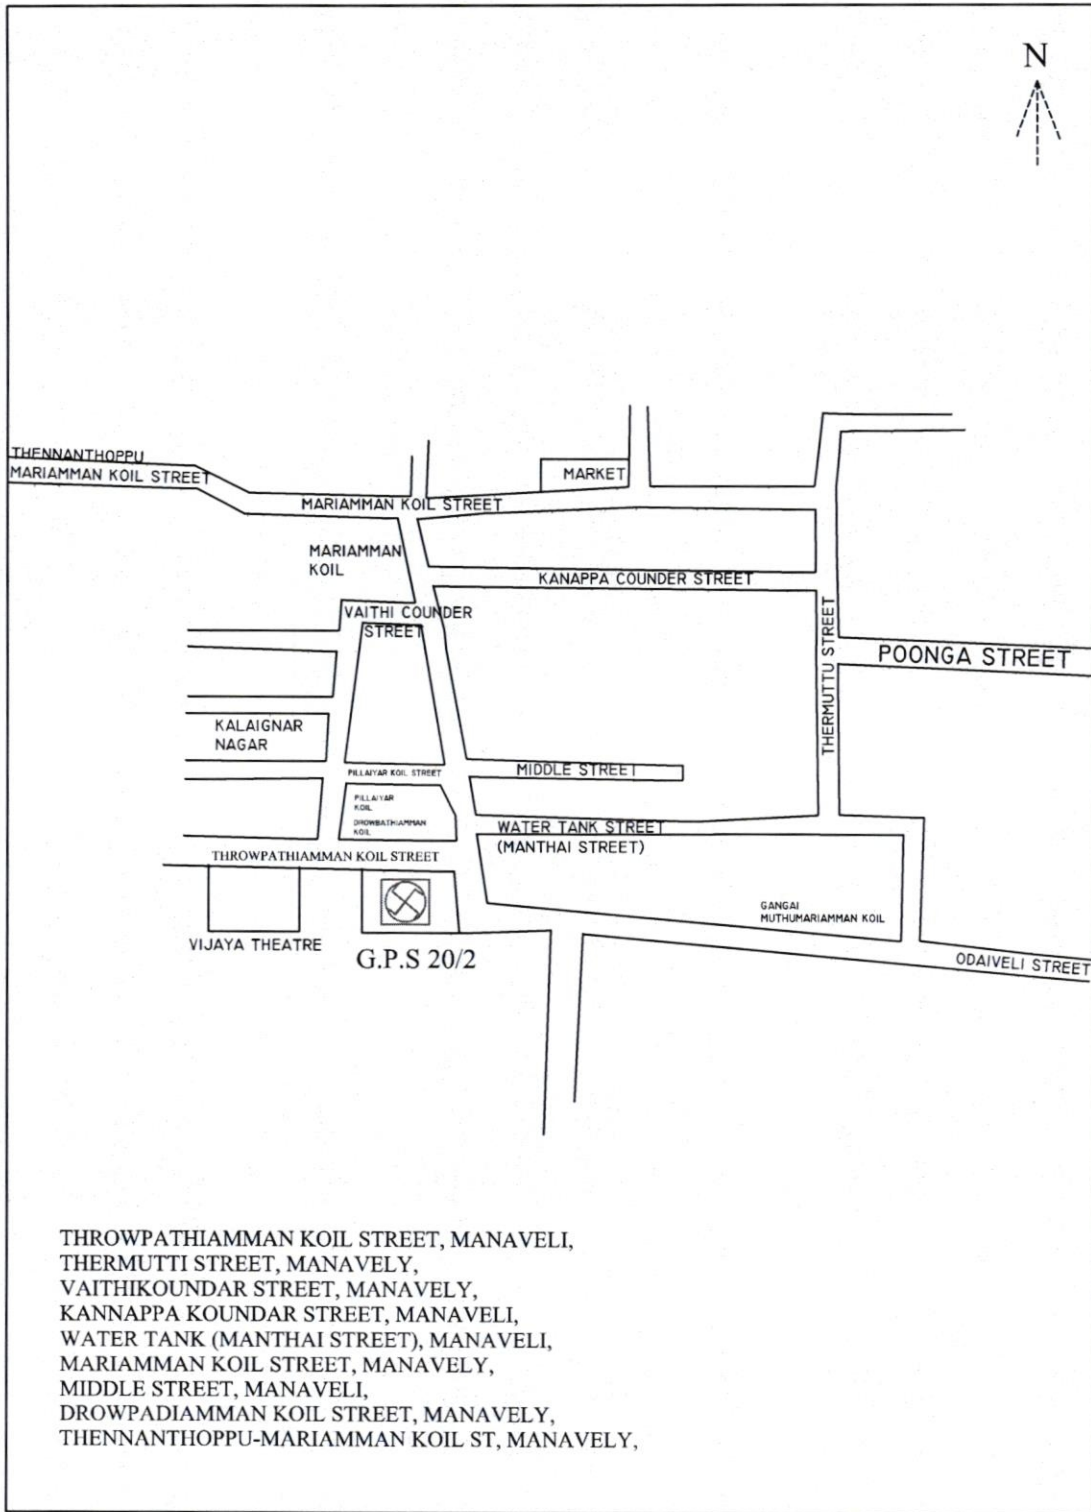 N
THENNANTHOPPU
MARIAMMAN KOIL STREET
MARKET
MARIAMMAN KOIL STREET
MARIAMMAN
KOIL
KANAPPA COUNDER STREET
VAITHI COUNDER
STREET
THERMUTTU STREET
POONGA STREET
KALAIGNAR
NAGAR
PILLAIYAR KOIL STREET
MIDDLE STREET
PILLAIYAR
KOIL
DROWBATHIAMMAN
KOIL
WATER TANK STREET
(MANTHAI STREET)
THROWPATHIAMMAN KOIL STREET
GANGAI
MUTHUMARIAMMAN KOIL
VIJAYA THEATRE
G.P.S 20/2
ODAIVELI STREET
THROWPATHIAMMAN KOIL STREET, MANAVELI,
THERMUTTI STREET, MANAVELY,
VAITHIKOUNDAR STREET, MANAVELY,
KANNAPPA KOUNDAR STREET, MANAVELI,
WATER TANK (MANTHAI STREET), MANAVELI,
MARIAMMAN KOIL STREET, MANAVELY,
MIDDLE STREET, MANAVELI,
DROWPADIAMMAN KOIL STREET, MANAVELY,
THENNANTHOPPU-MARIAMMAN KOIL ST, MANAVELY,